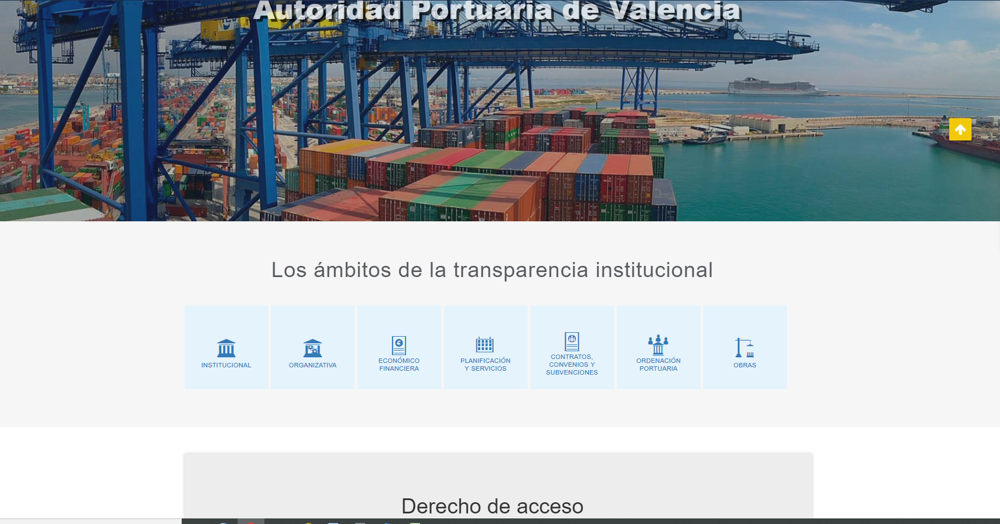 Autoridad Portuaria de Valencia
Los ámbitos de la transparencia institucional
INSTITUCIONAL
ORGANIZATIVA
ECONÓMICO
FINANCIERA
PLANIFICACIÓN
Y SERVICIOS
CONTRATOS,
CONVENIOS Y
SUBVENCIONES
ORDENACIÓN
PORTUARIA
OBRAS
Derecho de acceso